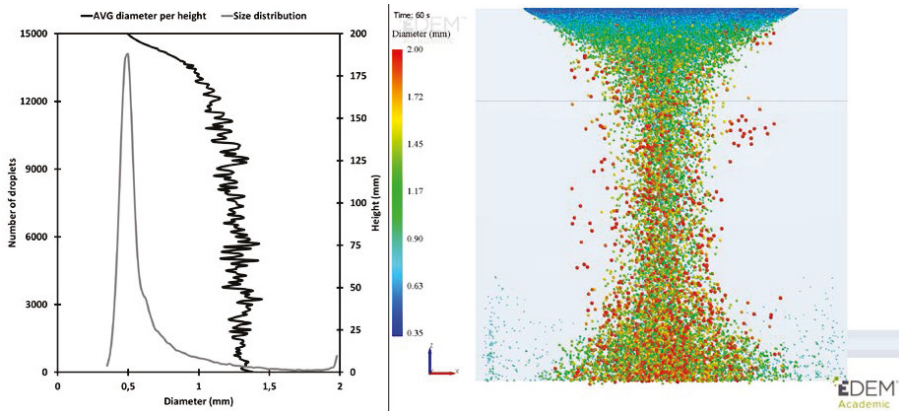 AVG diameter per height Size distribution
15000
12000
9000
6000
3000
0
Number of droplets
0 0,5 1 1,5 2
Diameter (mm)
200
175
150
125
100
75
50
25
0
Height (mm)
EDEM
Time: 60 s
Diameter (mm)
2.00
1.72
1.45
1.17
0.90
0.63
0.35
Z
X
EDEM
Academic